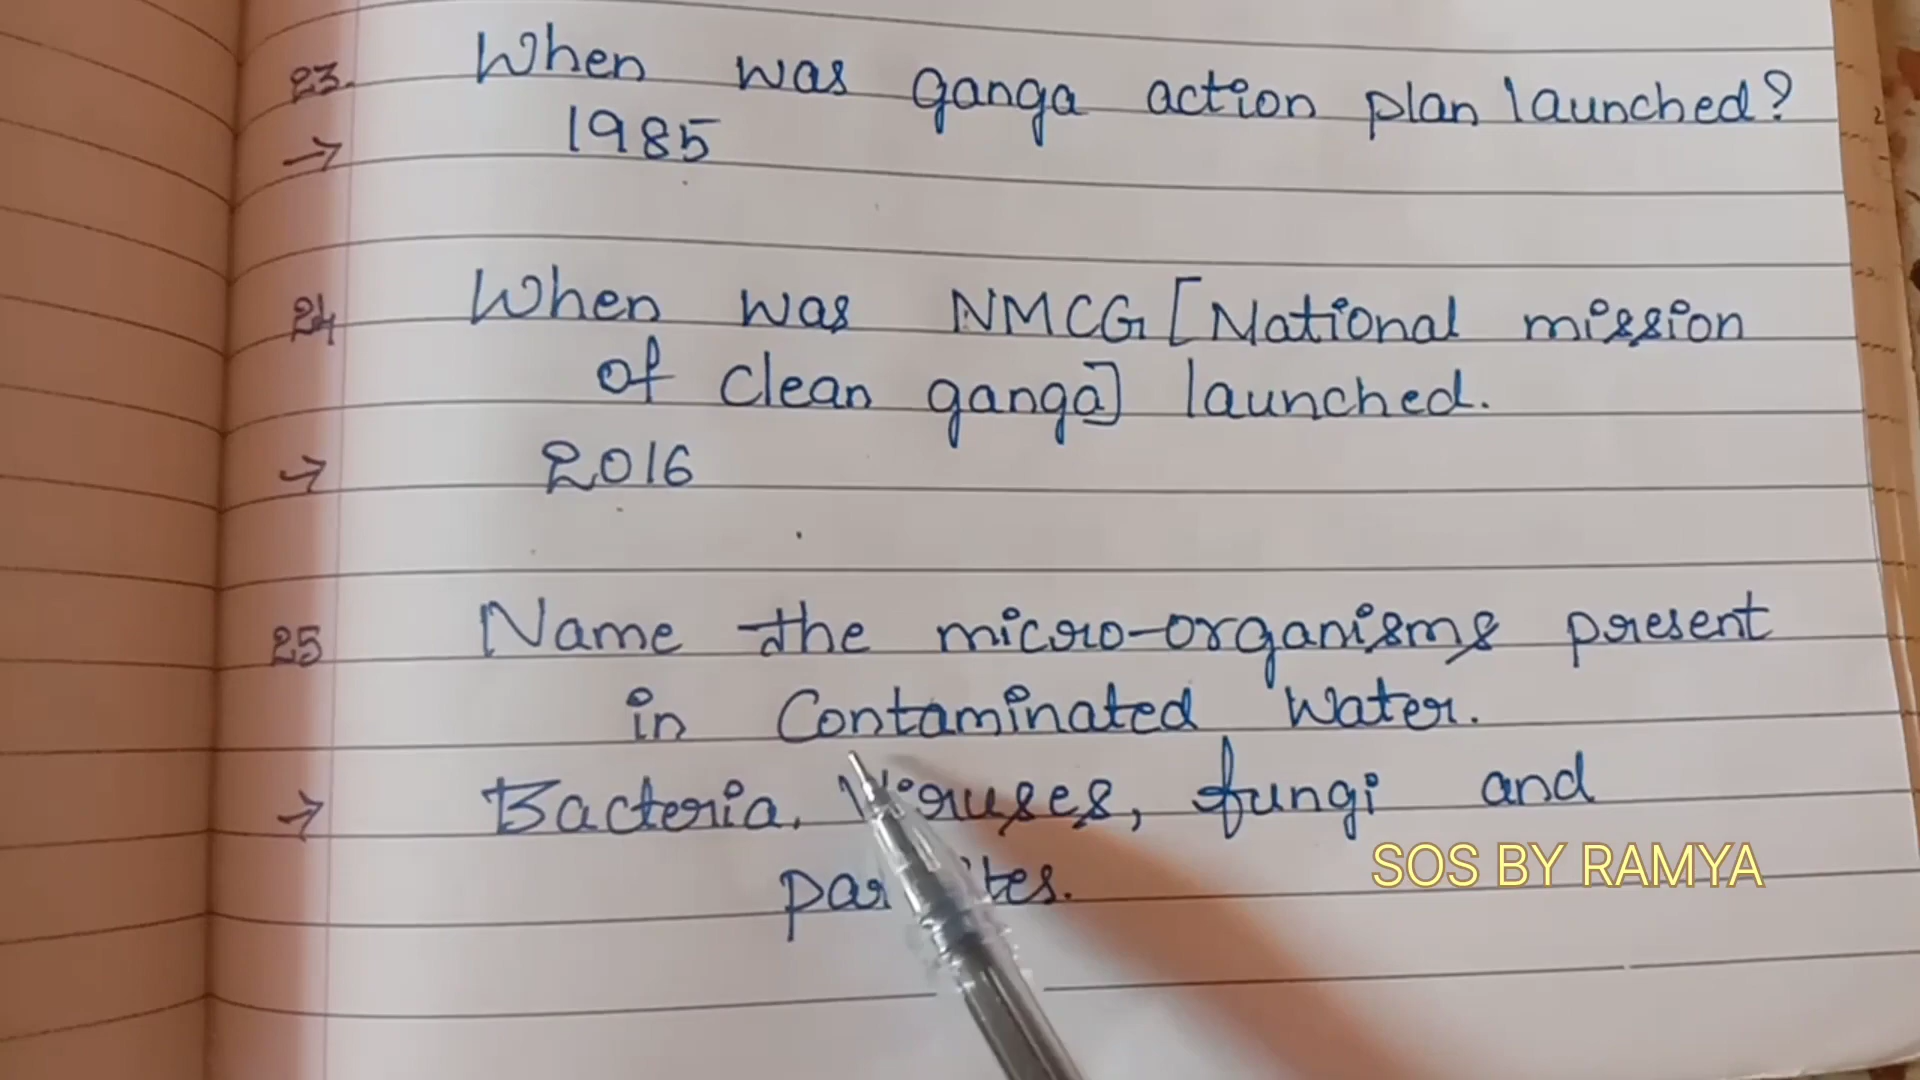 23. When was ganga action plan launched?
→ 1985
24 When was NMCG [National mission
of clean ganga] launched.
→ 2016
25 Name the micro-organisms present
in Contaminated Water.
→ Bacteria, Viruses, fungi and
SOS BY RAMYA